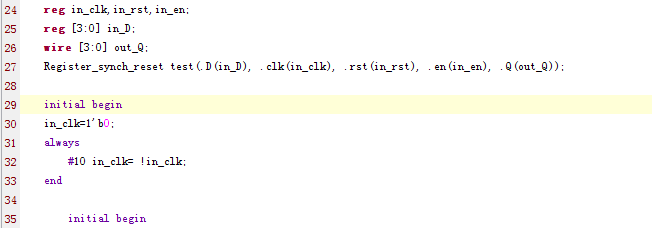 24 reg in_clk,in_rst,in_en;
25 reg [3:0] in_D;
26 wire [3:0] out_Q;
27 Register_synch_reset test(.D(in_D), .clk(in_clk), .rst(in_rst), .en(in_en), .Q(out_Q));
28
29 initial begin
30 in_clk=1'b0;
31 always
32 #10 in_clk= !in_clk;
33 end
34
35 initial begin